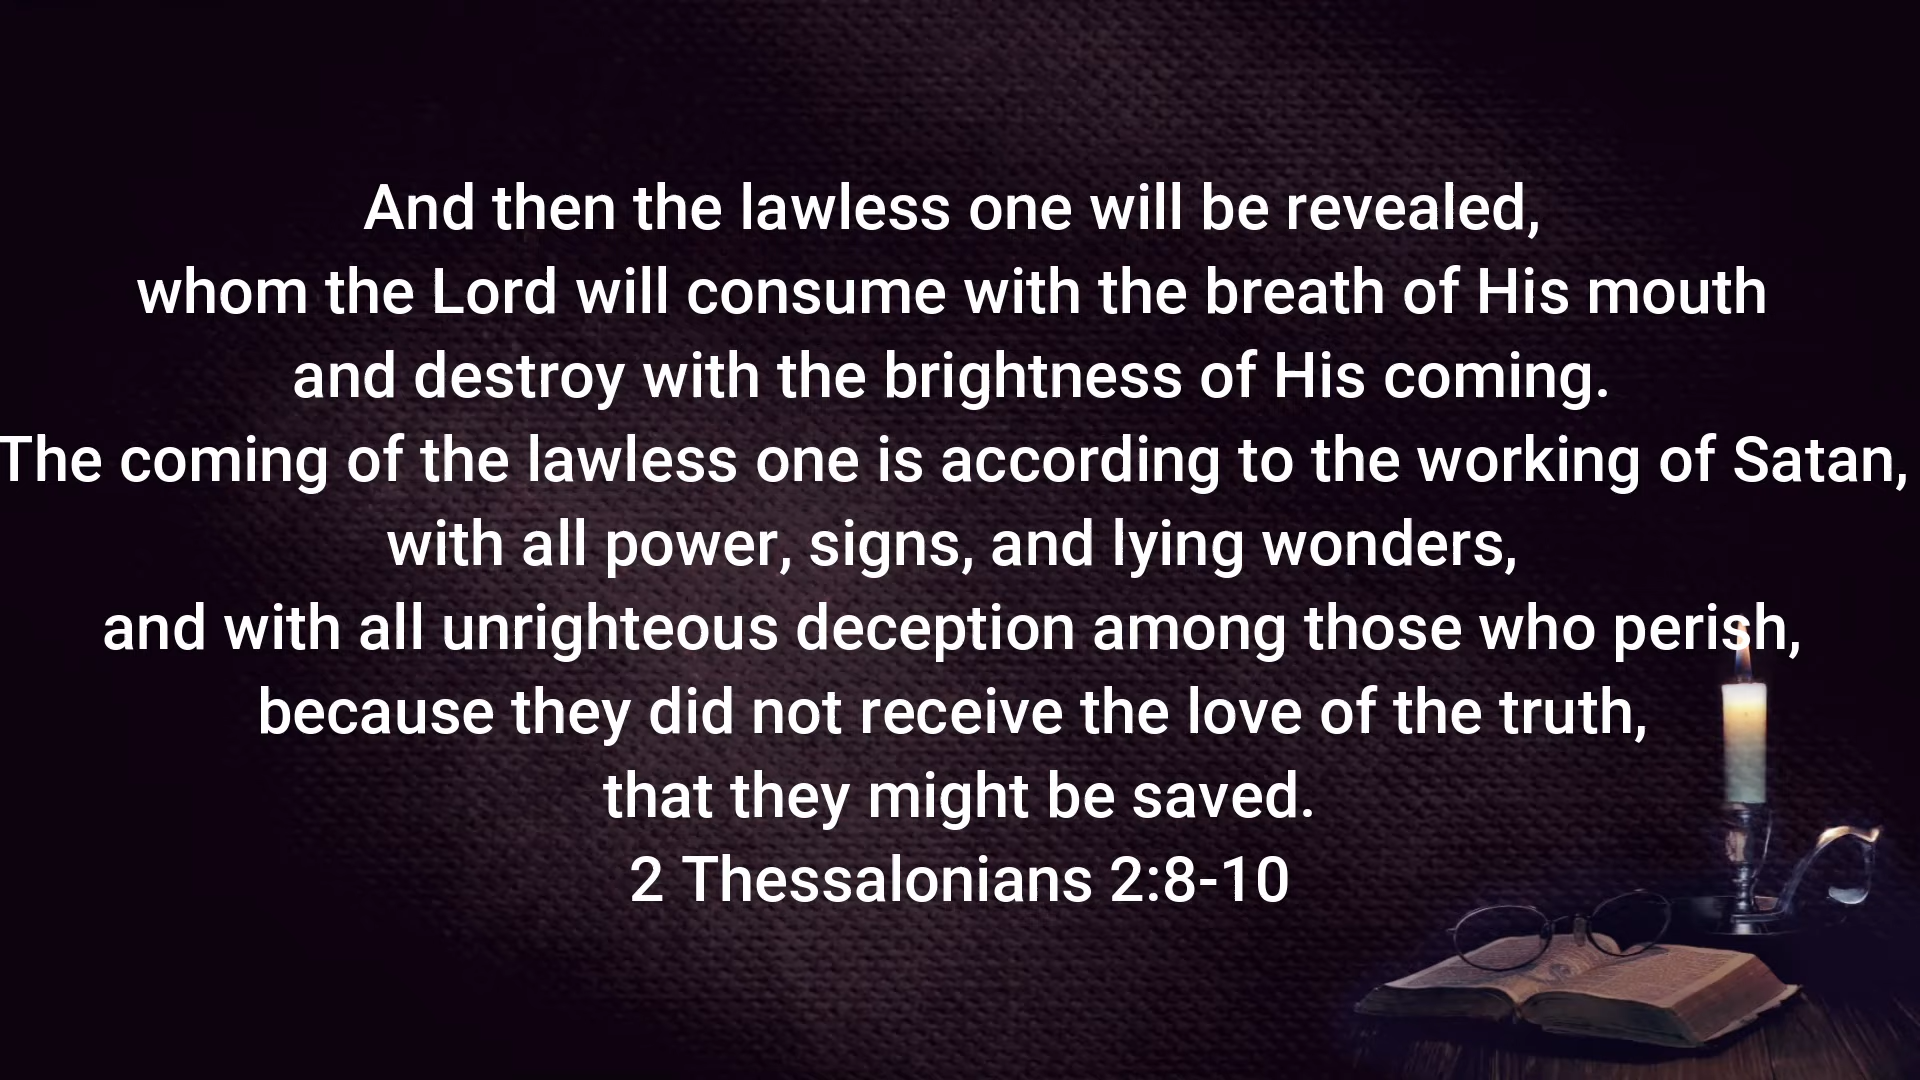 And then the lawless one will be revealed,
whom the Lord will consume with the breath of His mouth
and destroy with the brightness of His coming.
The coming of the lawless one is according to the working of Satan,
with all power, signs, and lying wonders,
and with all unrighteous deception among those who perish,
because they did not receive the love of the truth,
that they might be saved.
2 Thessalonians 2:8-10